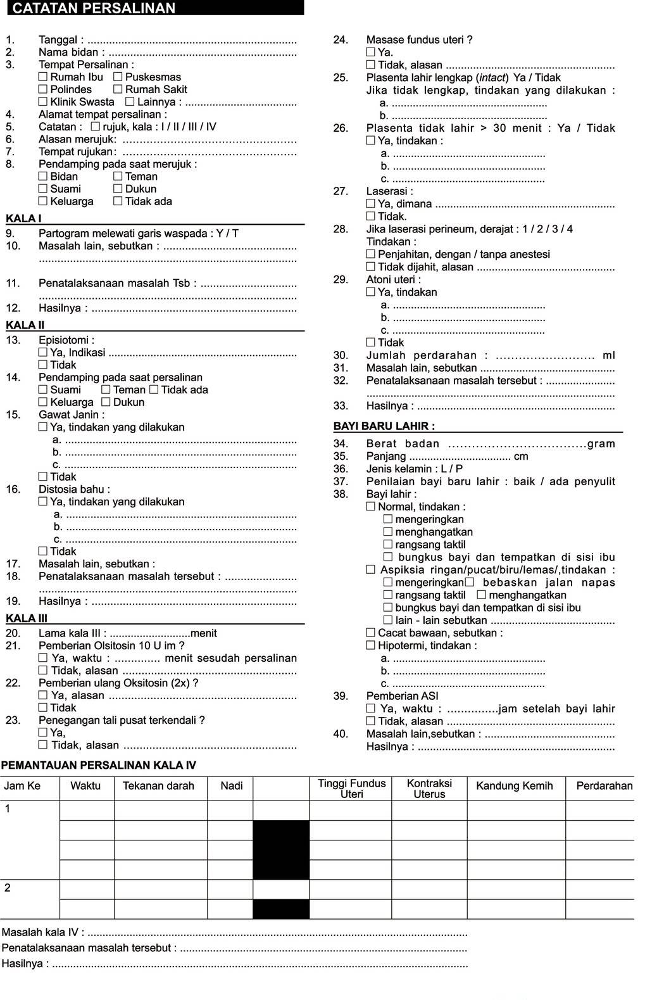 CATATAN PERSALINAN
1. Tanggal : ......................................................................
2. Nama bidan : ...............................................................
3. Tempat Persalinan :
☐ Rumah Ibu ☐ Puskesmas
☐ Polindes ☐ Rumah Sakit
☐ Klinik Swasta ☐ Lainnya : .....................................
4. Alamat tempat persalinan :
5. Catatan : ☐ rujuk, kala : I / II / III / IV
6. Alasan merujuk: ................................................
7. Tempat rujukan: ................................................
8. Pendamping pada saat merujuk :
☐ Bidan ☐ Teman
☐ Suami ☐ Dukun
☐ Keluarga ☐ Tidak ada
KALA I
9. Partogram melewati garis waspada : Y / T
10. Masalah lain, sebutkan : ............................................
......................................................................................
11. Penatalaksanaan masalah Tsb : ................................
......................................................................................
12. Hasilnya : ....................................................................
KALA II
13. Episiotomi :
☐ Ya, Indikasi ...............................................................
☐ Tidak
14. Pendamping pada saat persalinan
☐ Suami ☐ Teman ☐ Tidak ada
☐ Keluarga ☐ Dukun
15. Gawat Janin :
☐ Ya, tindakan yang dilakukan
a. .............................................................................
b. .............................................................................
c. .............................................................................
☐ Tidak
16. Distosia bahu :
☐ Ya, tindakan yang dilakukan
a. .............................................................................
b. .............................................................................
c. .............................................................................
☐ Tidak
17. Masalah lain, sebutkan :
18. Penatalaksanaan masalah tersebut : ........................
......................................................................................
19. Hasilnya : ....................................................................
KALA III
20. Lama kala III : ...........................menit
21. Pemberian Olsitosin 10 U im ?
☐ Ya, waktu : .............. menit sesudah persalinan
☐ Tidak, alasan ................................................
22. Pemberian ulang Oksitosin (2x) ?
☐ Ya, alasan ....................................................
☐ Tidak
23. Penegangan tali pusat terkendali ?
☐ Ya,
☐ Tidak, alasan ................................................
24. Masase fundus uteri ?
☐ Ya.
☐ Tidak, alasan ........................................................
25. Plasenta lahir lengkap (intact) Ya / Tidak
Jika tidak lengkap, tindakan yang dilakukan :
a. ....................................................
b. ....................................................
26. Plasenta tidak lahir > 30 menit : Ya / Tidak
☐ Ya, tindakan :
a. ...................................................
b. ...................................................
c. ...................................................
27. Laserasi :
☐ Ya, dimana ............................................................
☐ Tidak.
28. Jika laserasi perineum, derajat : 1 / 2 / 3 / 4
Tindakan :
☐ Penjahitan, dengan / tanpa anestesi
☐ Tidak dijahit, alasan ..............................................
29. Atoni uteri :
☐ Ya, tindakan
a. ...................................................
b. ...................................................
c. ...................................................
☐ Tidak
30. Jumlah perdarahan : .......................... ml
31. Masalah lain, sebutkan .............................................
32. Penatalaksanaan masalah tersebut : .......................
...................................................................................
33. Hasilnya : ..................................................................
BAYI BARU LAHIR :
34. Berat badan ..................................gram
35. Panjang .................................. cm
36. Jenis kelamin : L / P
37. Penilaian bayi baru lahir : baik / ada penyulit
38. Bayi lahir :
☐ Normal, tindakan :
☐ mengeringkan
☐ menghangatkan
☐ rangsang taktil
☐ bungkus bayi dan tempatkan di sisi ibu
☐ Aspiksia ringan/pucat/biru/lemas/,tindakan :
☐ mengeringkan☐ bebaskan jalan napas
☐ rangsang taktil ☐ menghangatkan
☐ bungkus bayi dan tempatkan di sisi ibu
☐ lain - lain sebutkan .........................................
☐ Cacat bawaan, sebutkan :
☐ Hipotermi, tindakan :
a. ...................................................
b. ...................................................
c. ...................................................
39. Pemberian ASI
☐ Ya, waktu : ...............jam setelah bayi lahir
☐ Tidak, alasan ........................................................
40. Masalah lain,sebutkan : ............................................
Hasilnya : ..................................................................
PEMANTAUAN PERSALINAN KALA IV
Jam Ke Waktu Tekanan darah Nadi Tinggi Fundus Uteri Kontraksi Uterus Kandung Kemih Perdarahan
1
2
Masalah kala IV : ................................................................................................................................
Penatalaksanaan masalah tersebut : ................................................................................................
Hasilnya : ............................................................................................................................................